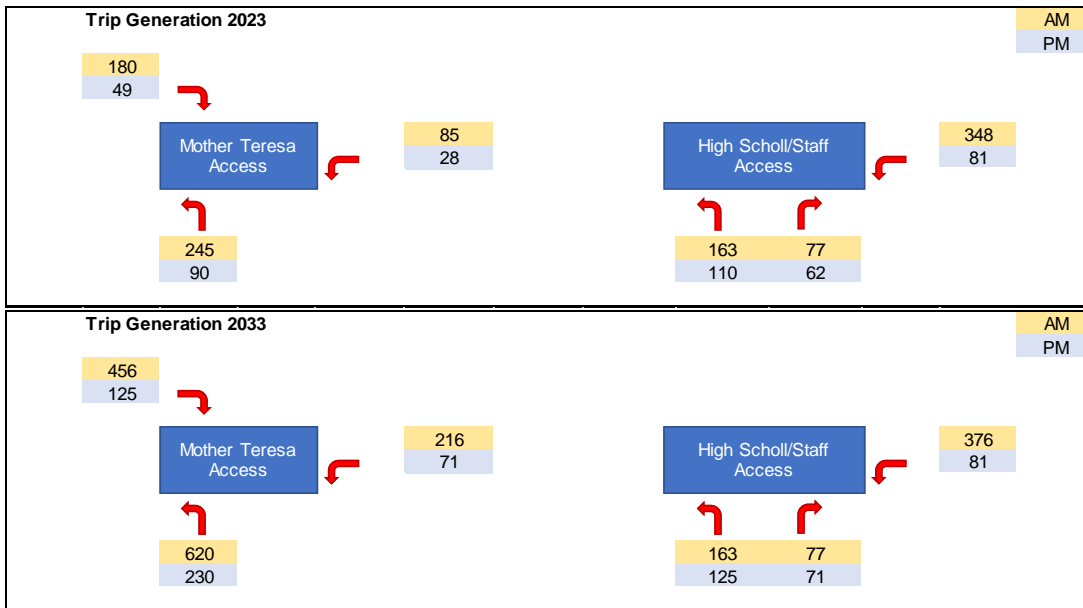 Trip Generation 2023 AM
PM
180
49
Mother Teresa Access
85
28
High Scholl/Staff Access
348
81
245
90
163 77
110 62
Trip Generation 2033 AM
PM
456
125
Mother Teresa Access
216
71
High Scholl/Staff Access
376
81
620
230
163 77
125 71